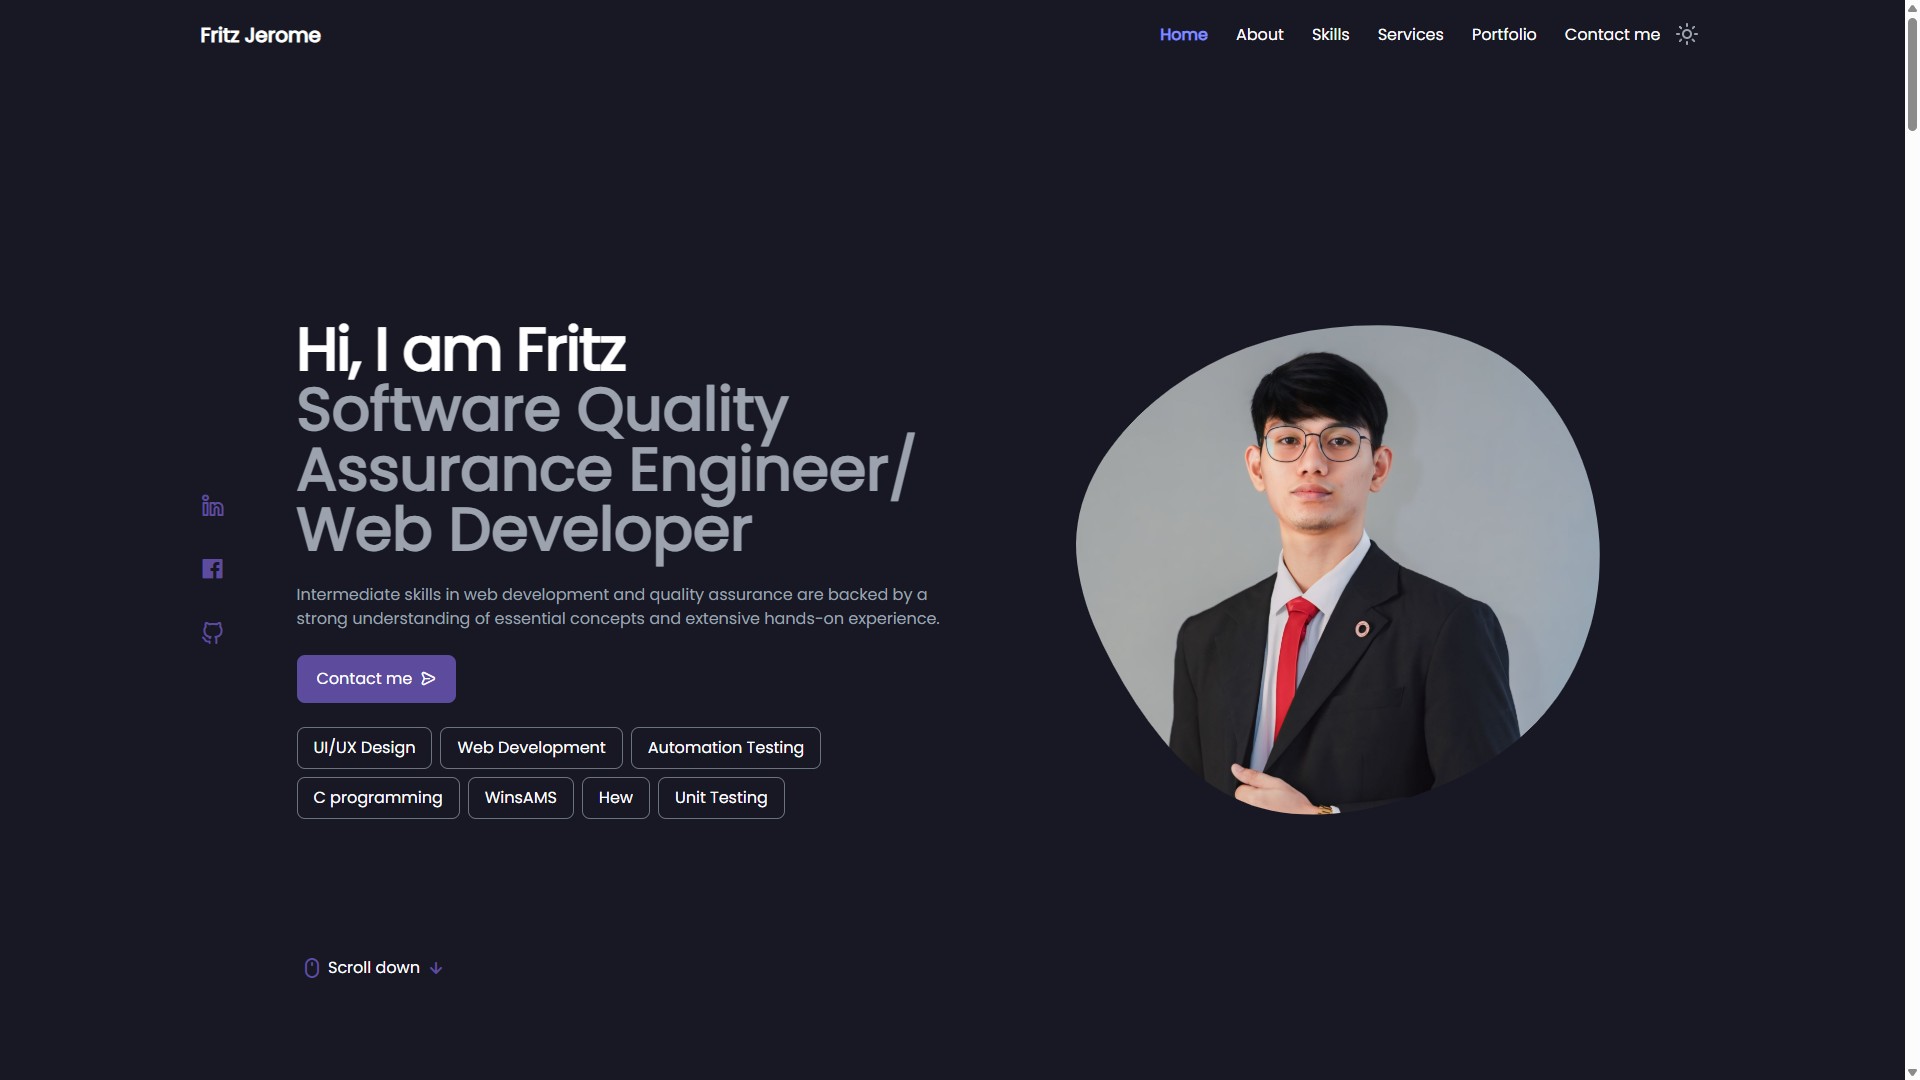 Fritz Jerome
Home About Skills Services Portfolio Contact me
Hi, I am Fritz
Software Quality
Assurance Engineer/
Web Developer
Intermediate skills in web development and quality assurance are backed by a
strong understanding of essential concepts and extensive hands-on experience.
Contact me
UI/UX Design Web Development Automation Testing
C programming WinsAMS Hew Unit Testing
Scroll down